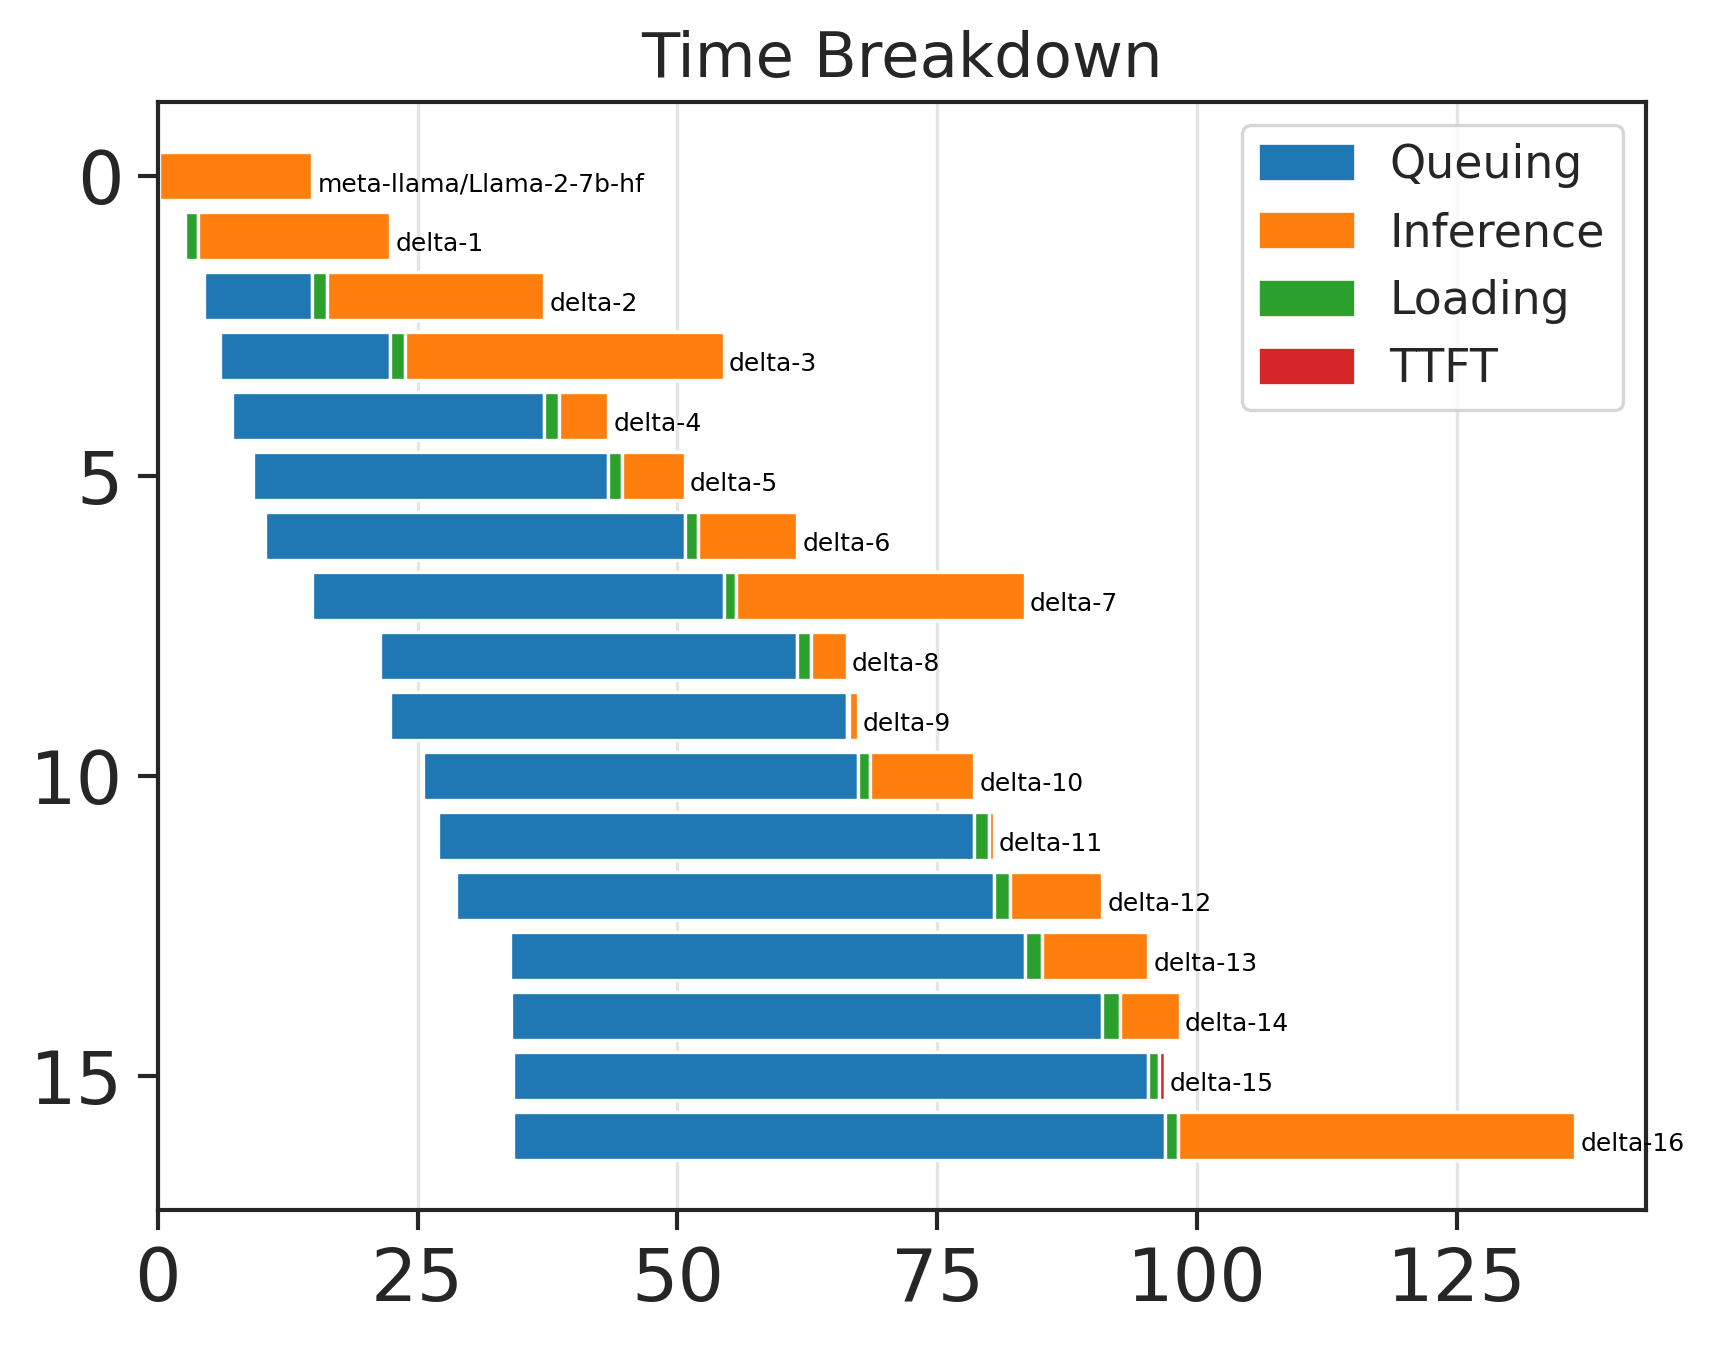 Time Breakdown
0
5
10
15
meta-llama/Llama-2-7b-hf
delta-1
delta-2
delta-3
delta-4
delta-5
delta-6
delta-7
delta-8
delta-9
delta-10
delta-11
delta-12
delta-13
delta-14
delta-15
delta-16
Queuing
Inference
Loading
TTFT
0 25 50 75 100 125